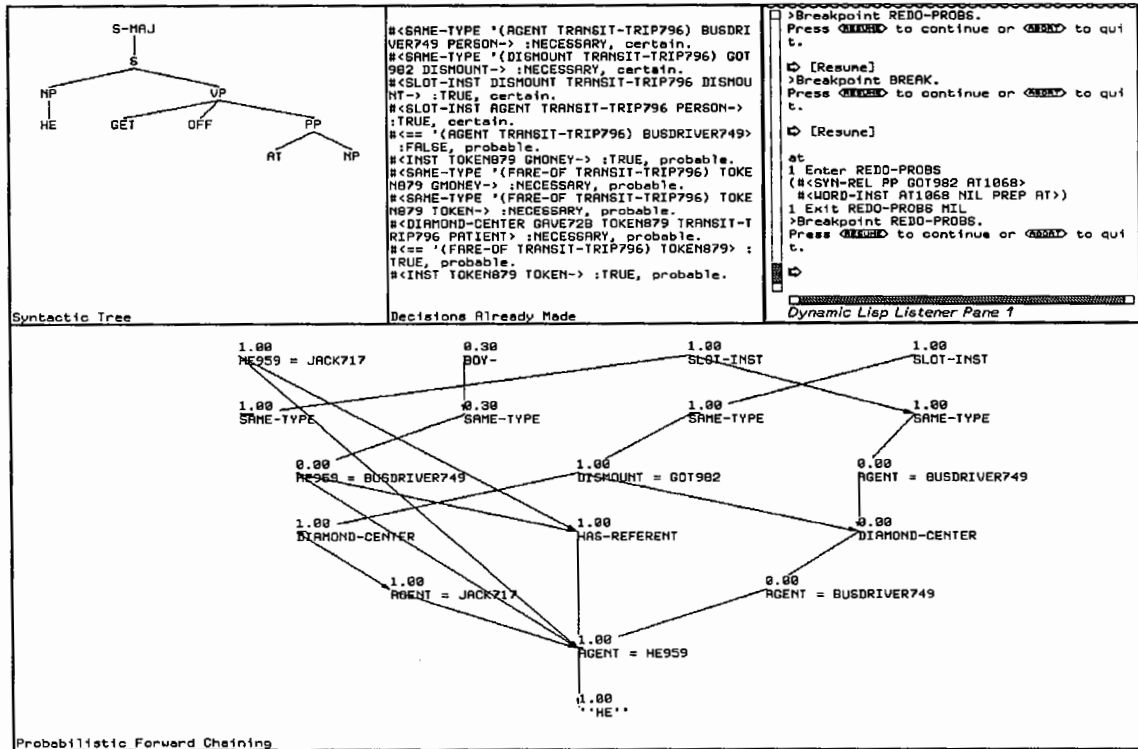 S-MAJ
S
NP VP
HE GET OFF PP
AT NP
Syntactic Tree
#<SAME-TYPE '(AGENT TRANSIT-TRIP796) BUSDRI
VER749 PERSON-> :NECESSARY, certain.
#<SAME-TYPE '(DISMOUNT TRANSIT-TRIP796) GOT
982 DISMOUNT-> :NECESSARY, certain.
#<SLOT-INST DISMOUNT TRANSIT-TRIP796 DISMOU
NT-> :TRUE, certain.
#<SLOT-INST AGENT TRANSIT-TRIP796 PERSON->
:TRUE, certain.
#<== '(AGENT TRANSIT-TRIP796) BUSDRIVER749>
:FALSE, probable.
#<INST TOKEN879 GMONEY-> :TRUE, probable.
#<SAME-TYPE '(FARE-OF TRANSIT-TRIP796) TOKE
N879 GMONEY-> :NECESSARY, probable.
#<SAME-TYPE '(FARE-OF TRANSIT-TRIP796) TOKE
N879 TOKEN-> :NECESSARY, probable.
#<DIAMOND-CENTER GAVE728 TOKEN879 TRANSIT-T
RIP796 PATIENT> :NECESSARY, probable.
#<== '(FARE-OF TRANSIT-TRIP796) TOKEN879> :
TRUE, probable.
#<INST TOKEN879 TOKEN-> :TRUE, probable.
Decisions Already Made
>Breakpoint REDO-PROBS.
Press <RESUME> to continue or <ABORT> to qui
t.
[Resume]
>Breakpoint BREAK.
Press <RESUME> to continue or <ABORT> to qui
t.
[Resume]
at
1 Enter REDO-PROBS
(#<SYN-REL PP GOT982 AT1068>
#<WORD-INST AT1068 NIL PREP AT>)
1 Exit REDO-PROBS NIL
>Breakpoint REDO-PROBS.
Press <RESUME> to continue or <ABORT> to qui
t.
Dynamic Lisp Listener Pane 1
1.00 0.30 1.00 1.00
HE959 = JACK717 BOY- SLOT-INST SLOT-INST
1.00 0.30 1.00 1.00
SAME-TYPE SAME-TYPE SAME-TYPE SAME-TYPE
0.00 1.00 0.00
HE959 = BUSDRIVER749 DISMOUNT = GOT982 AGENT = BUSDRIVER749
1.00 1.00 0.00
DIAMOND-CENTER HAS-REFERENT DIAMOND-CENTER
1.00 0.00
AGENT = JACK717 AGENT = BUSDRIVER749
1.00
AGENT = HE959
1.00
''HE''
Probabilistic Forward Chaining